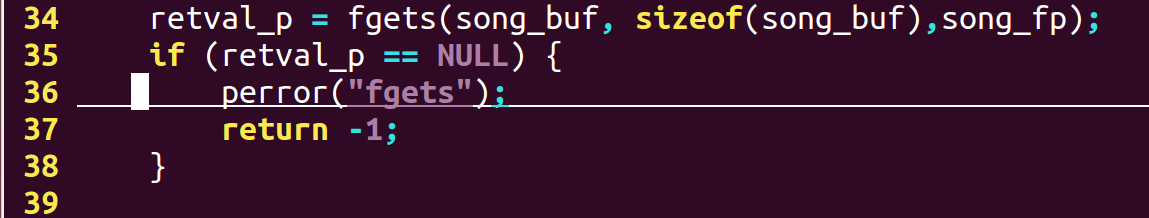 34     retval_p = fgets(song_buf, sizeof(song_buf),song_fp);
35     if (retval_p == NULL) {
36         perror("fgets");
37         return -1;
38     }
39